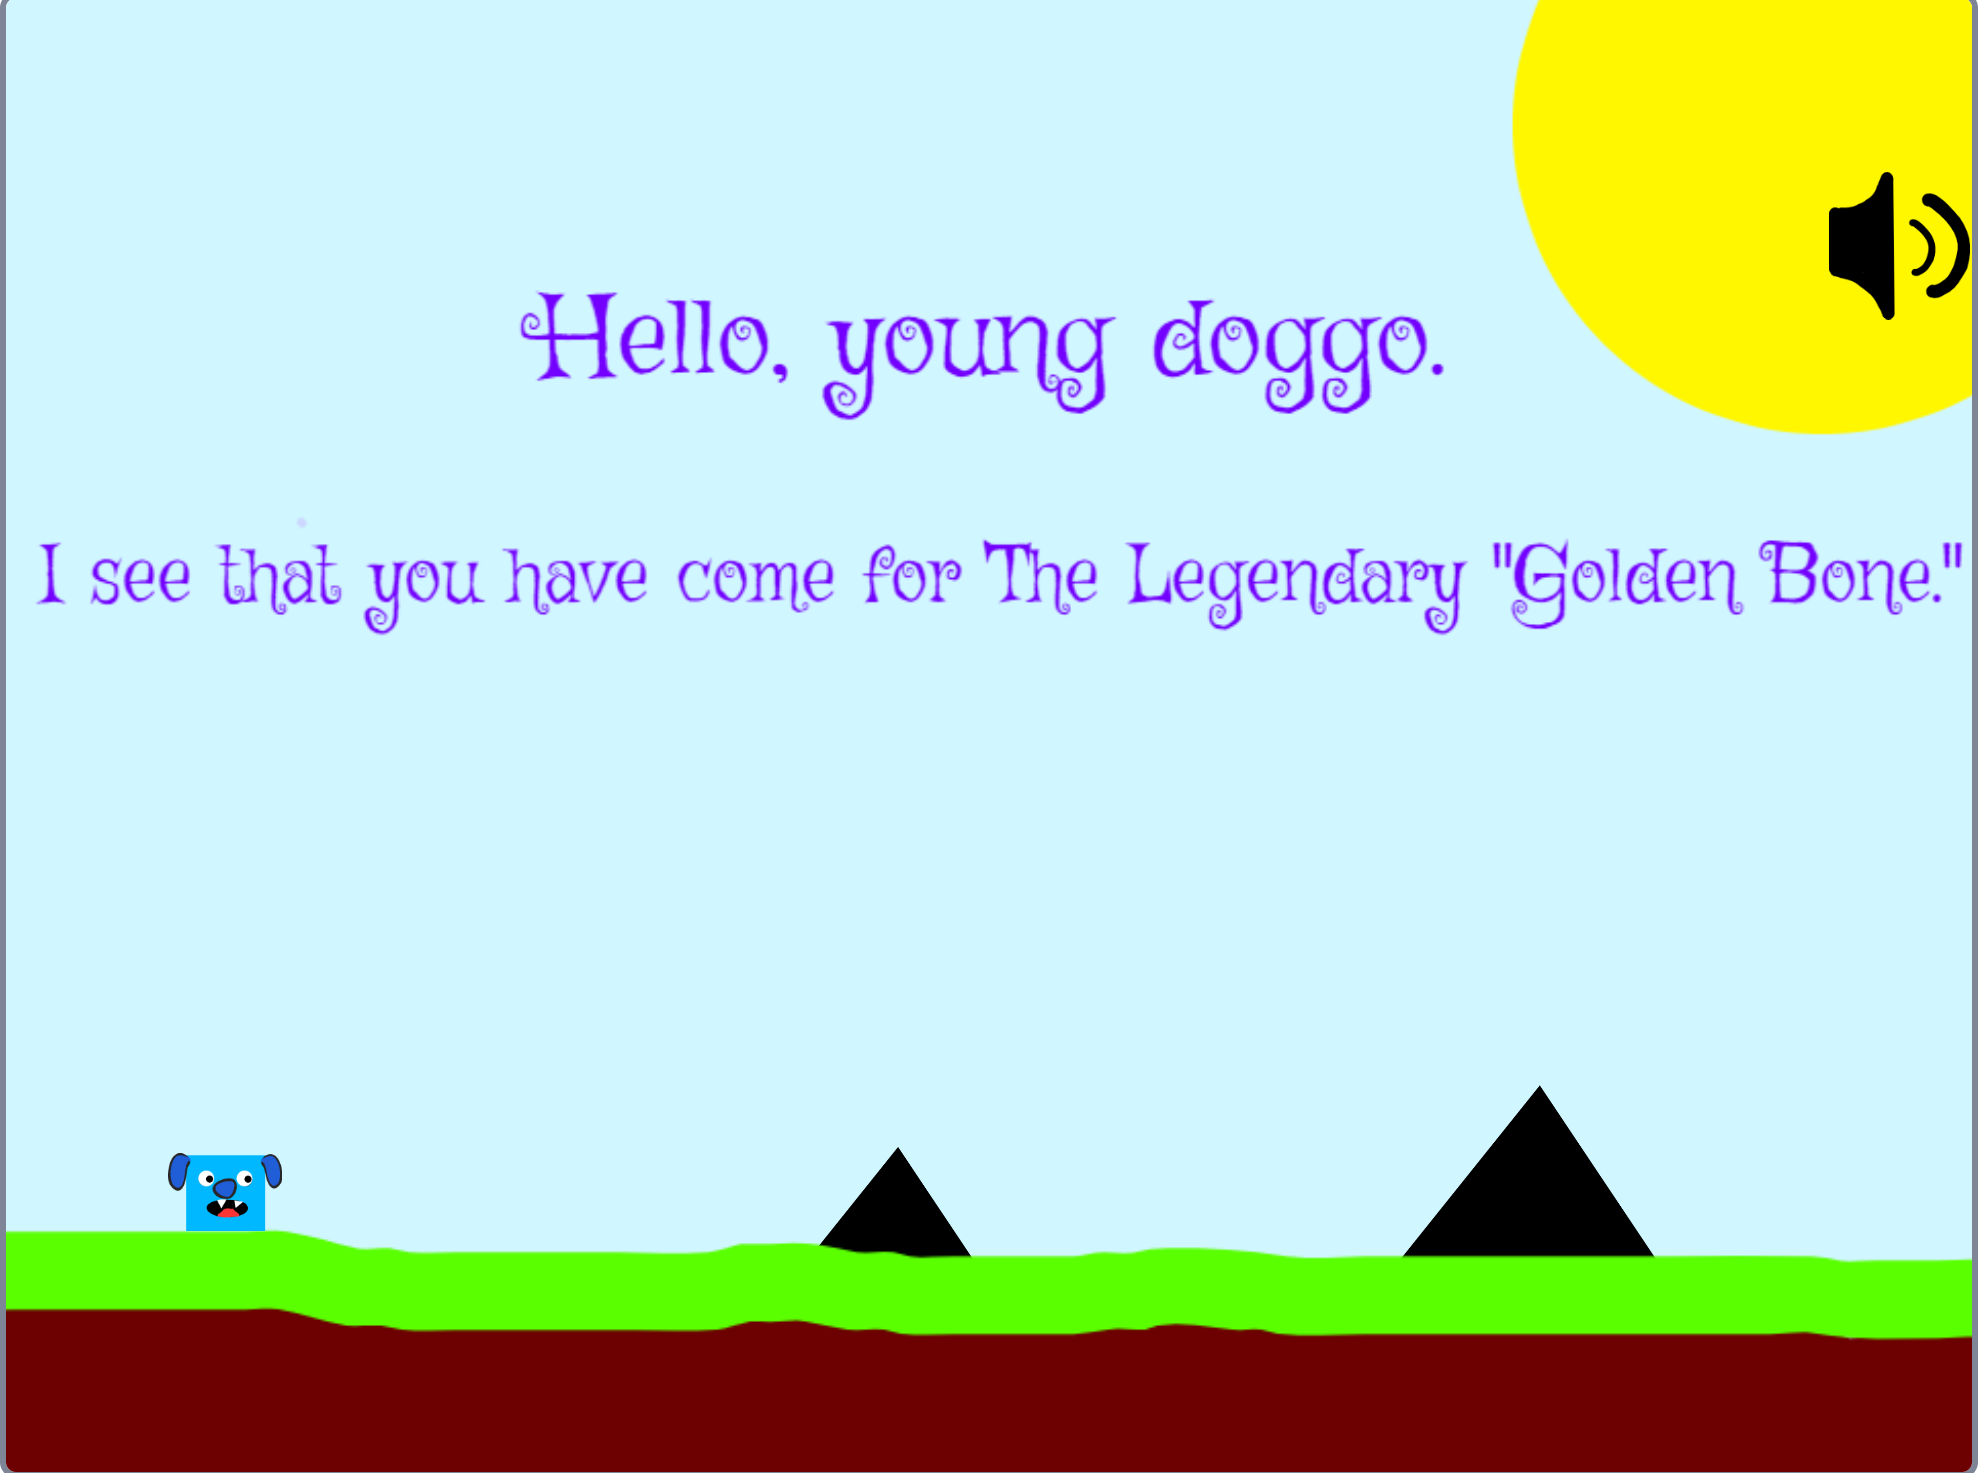 Hello, young doggo.
I see that you have come for The Legendary "Golden Bone."